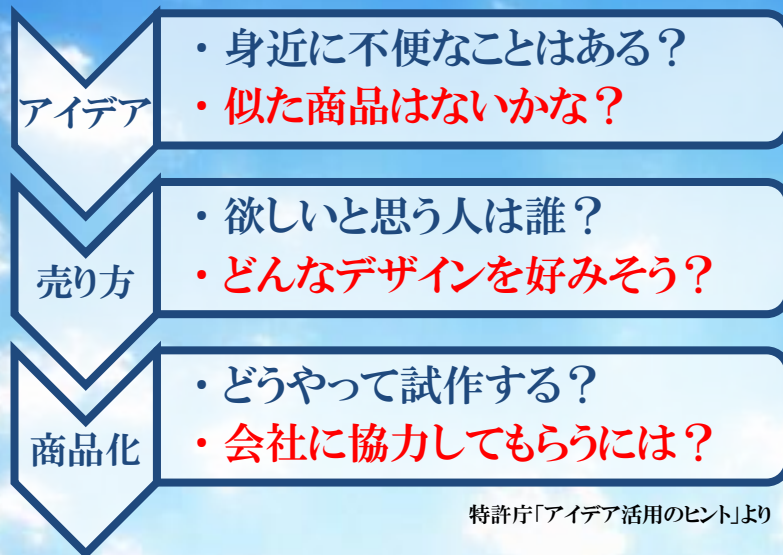 アイデア
・身近に不便なことはある？
・似た商品はないかな？
売り方
・欲しいと思う人は誰？
・どんなデザインを好みそう？
商品化
・どうやって試作する？
・会社に協力してもらうには？
特許庁「アイデア活用のヒント」より